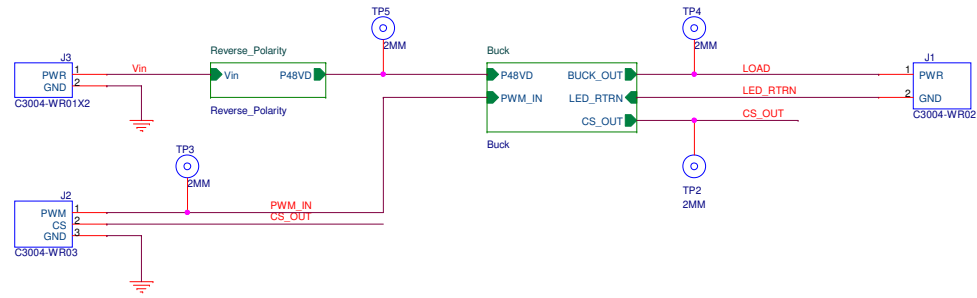 TP5
2MM
TP4
2MM
Reverse_Polarity
Buck
J3
PWR 1
GND 2
C3004-WR01X2
Vin
Vin P48VD
Reverse_Polarity
P48VD BUCK_OUT
PWM_IN LED_RTRN
CS_OUT
Buck
LOAD
LED_RTRN
CS_OUT
J1
1 PWR
2 GND
C3004-WR02
TP3
2MM
TP2
2MM
J2
PWM 1
CS 2
GND 3
C3004-WR03
PWM_IN
CS_OUT